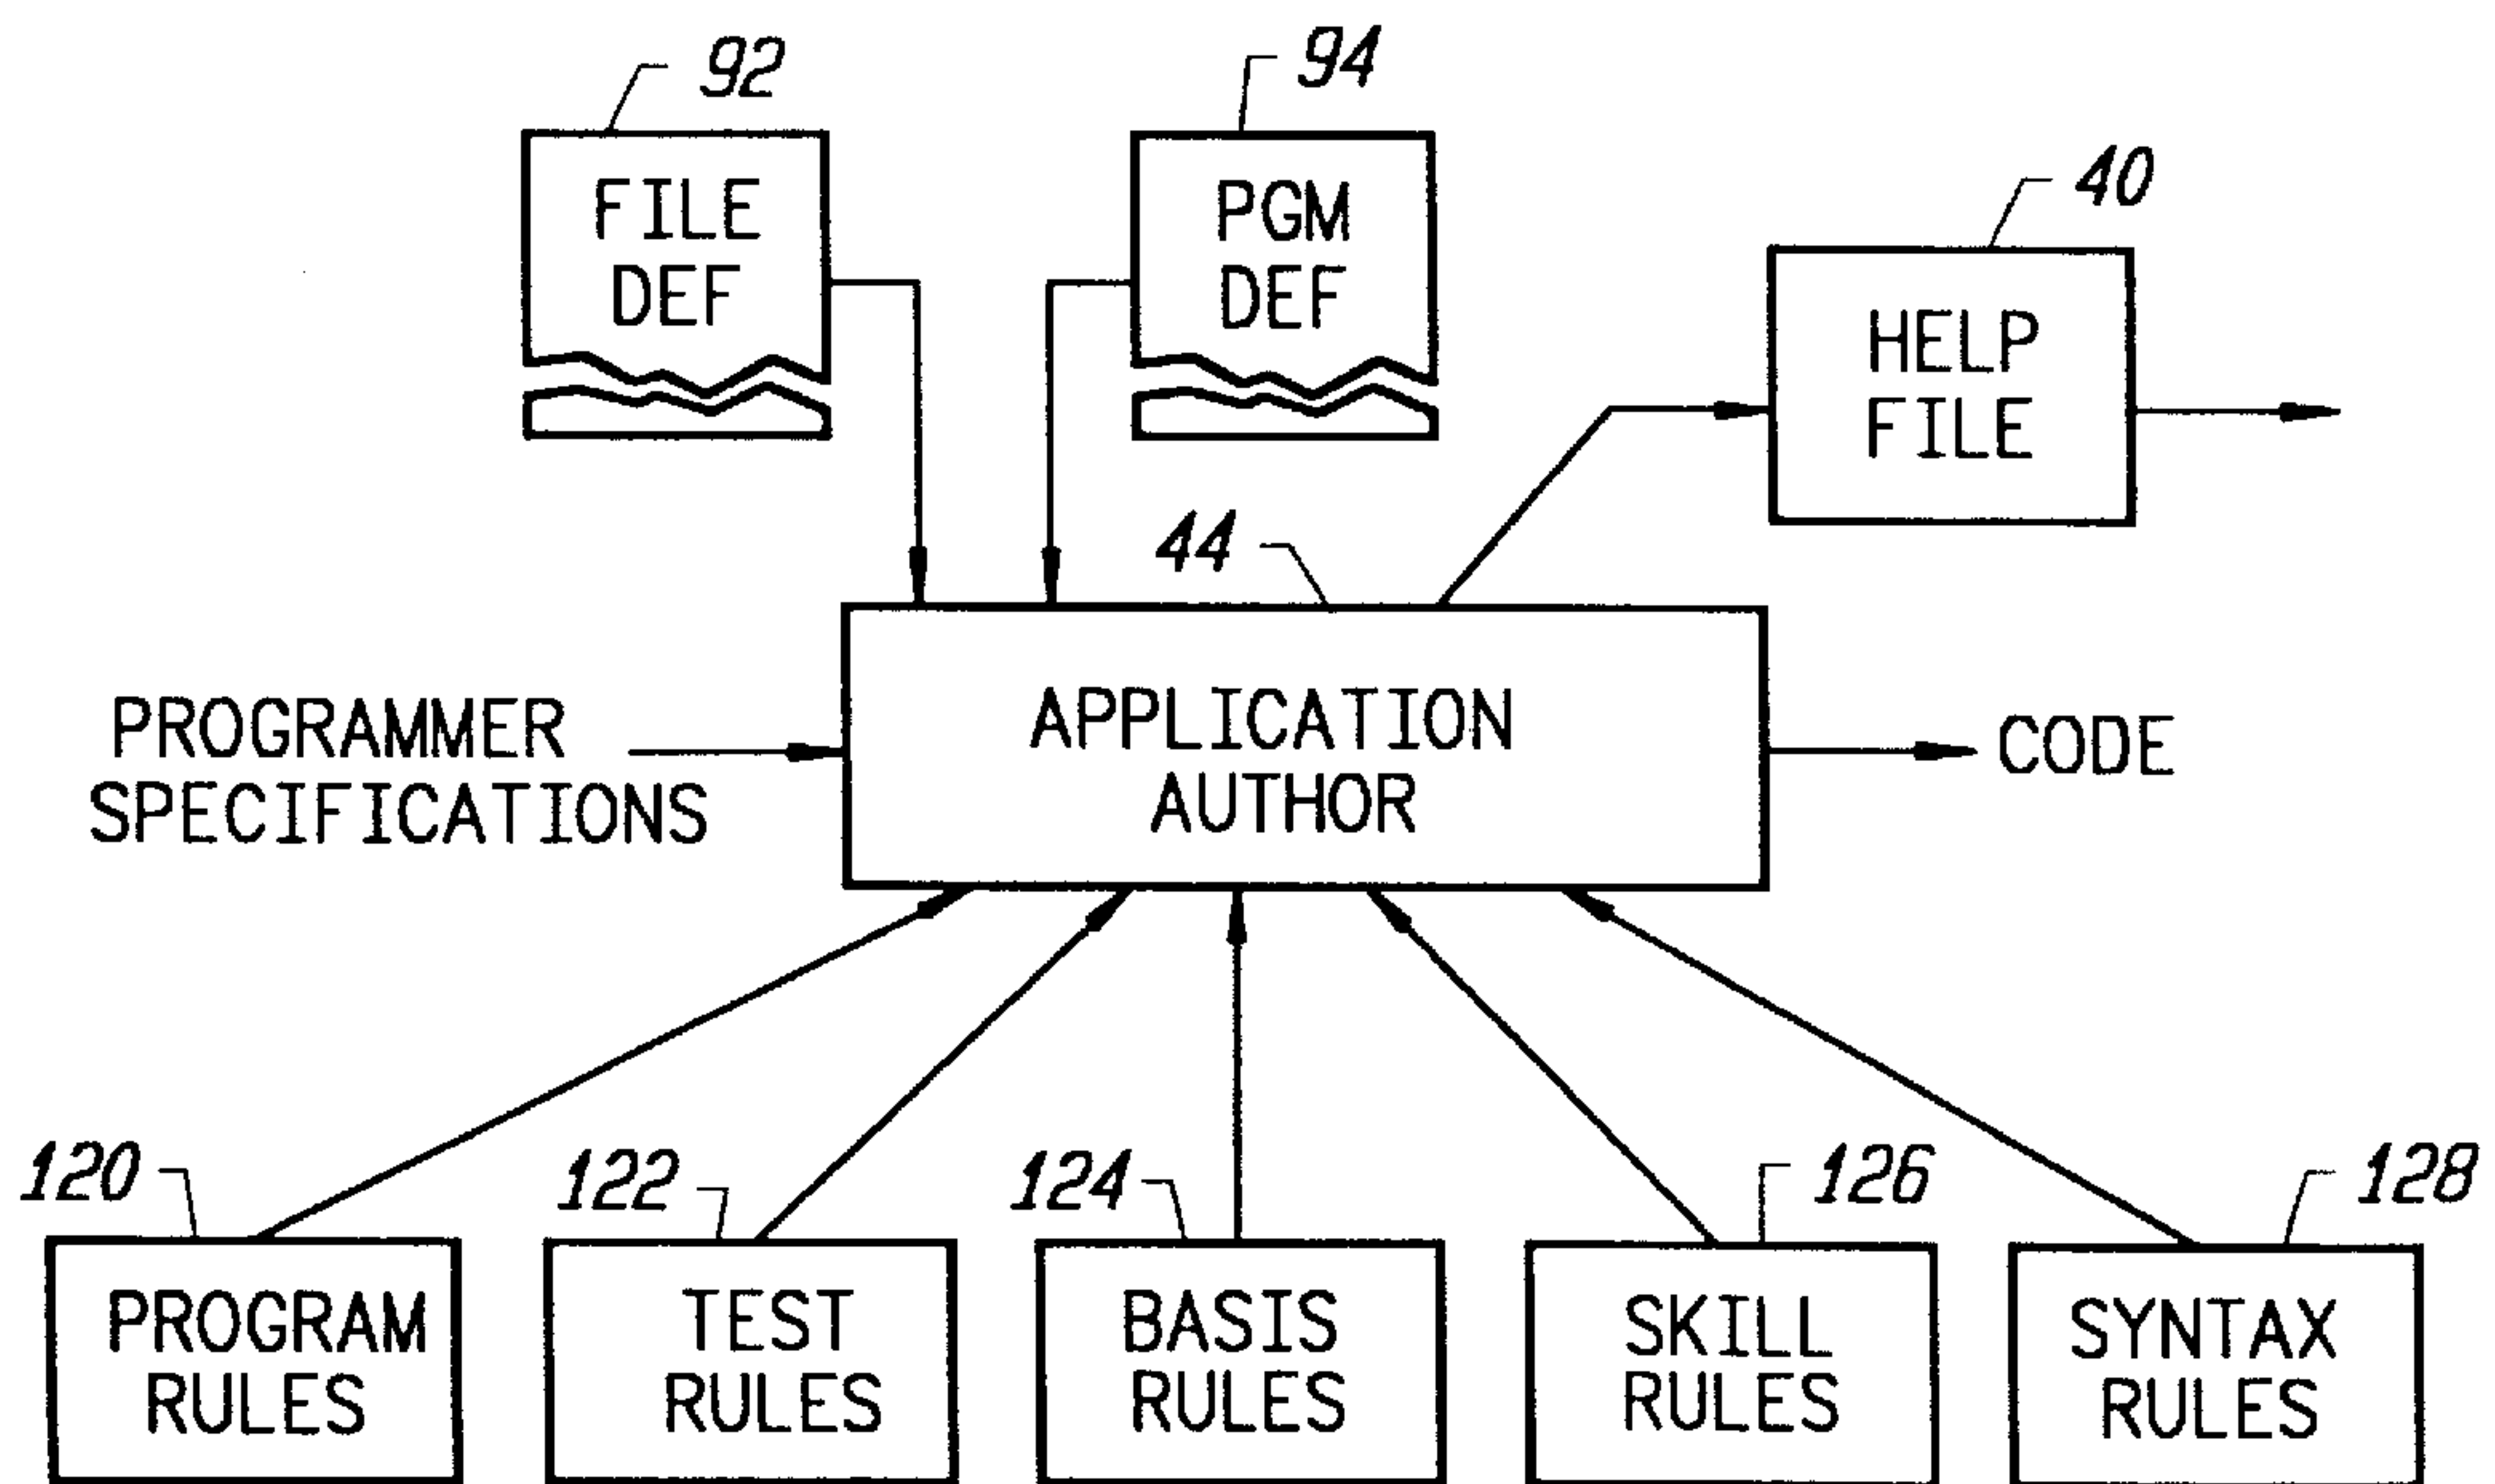 92
94
FILE
DEF
PGM
DEF
40
HELP
FILE
44
PROGRAMMER
SPECIFICATIONS
APPLICATION
AUTHOR
CODE
120
122
124
126
128
PROGRAM
RULES
TEST
RULES
BASIS
RULES
SKILL
RULES
SYNTAX
RULES